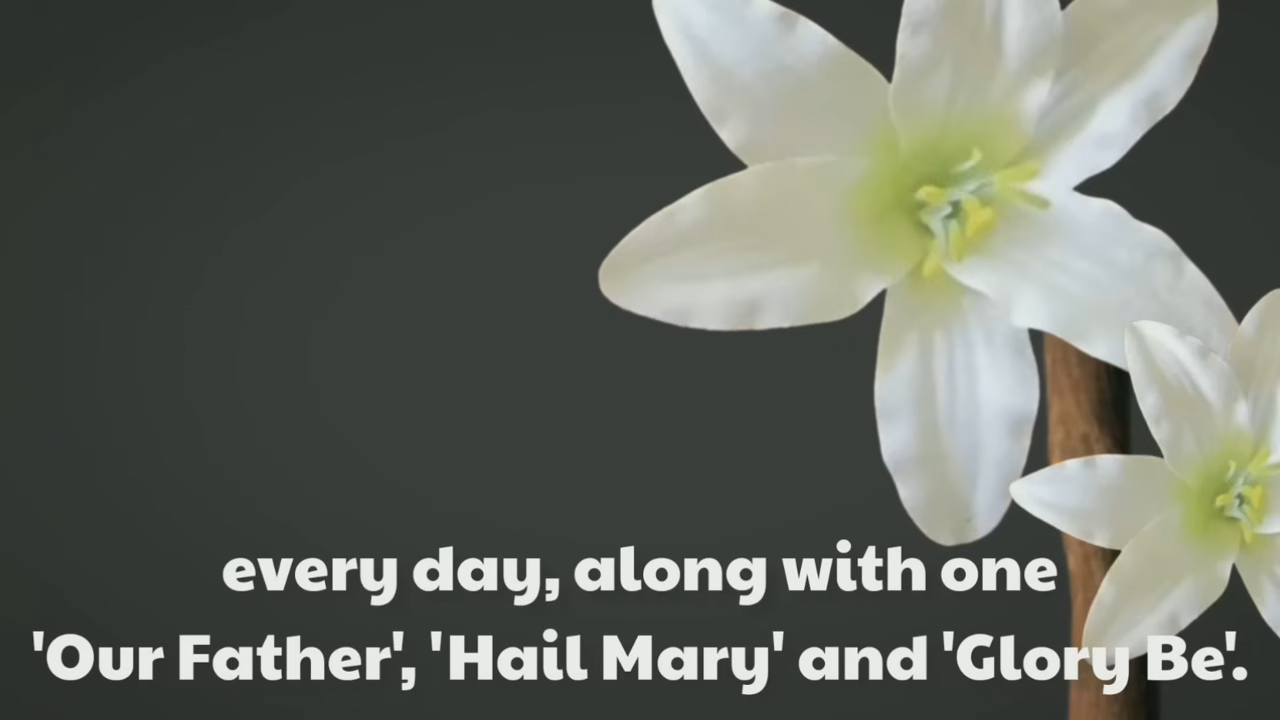 every day, along with one
'Our Father', 'Hail Mary' and 'Glory Be'.